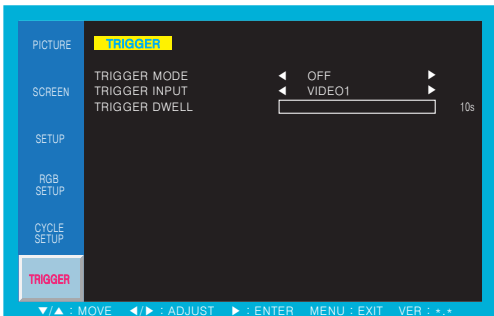 PICTURE
SCREEN
SETUP
RGB
SETUP
CYCLE
SETUP
TRIGGER
TRIGGER
TRIGGER MODE ◀ OFF ▶
TRIGGER INPUT ◀ VIDEO1 ▶
TRIGGER DWELL 10s
▼/▲ : MOVE ◀/▶ : ADJUST ▶ : ENTER MENU : EXIT VER : *.*